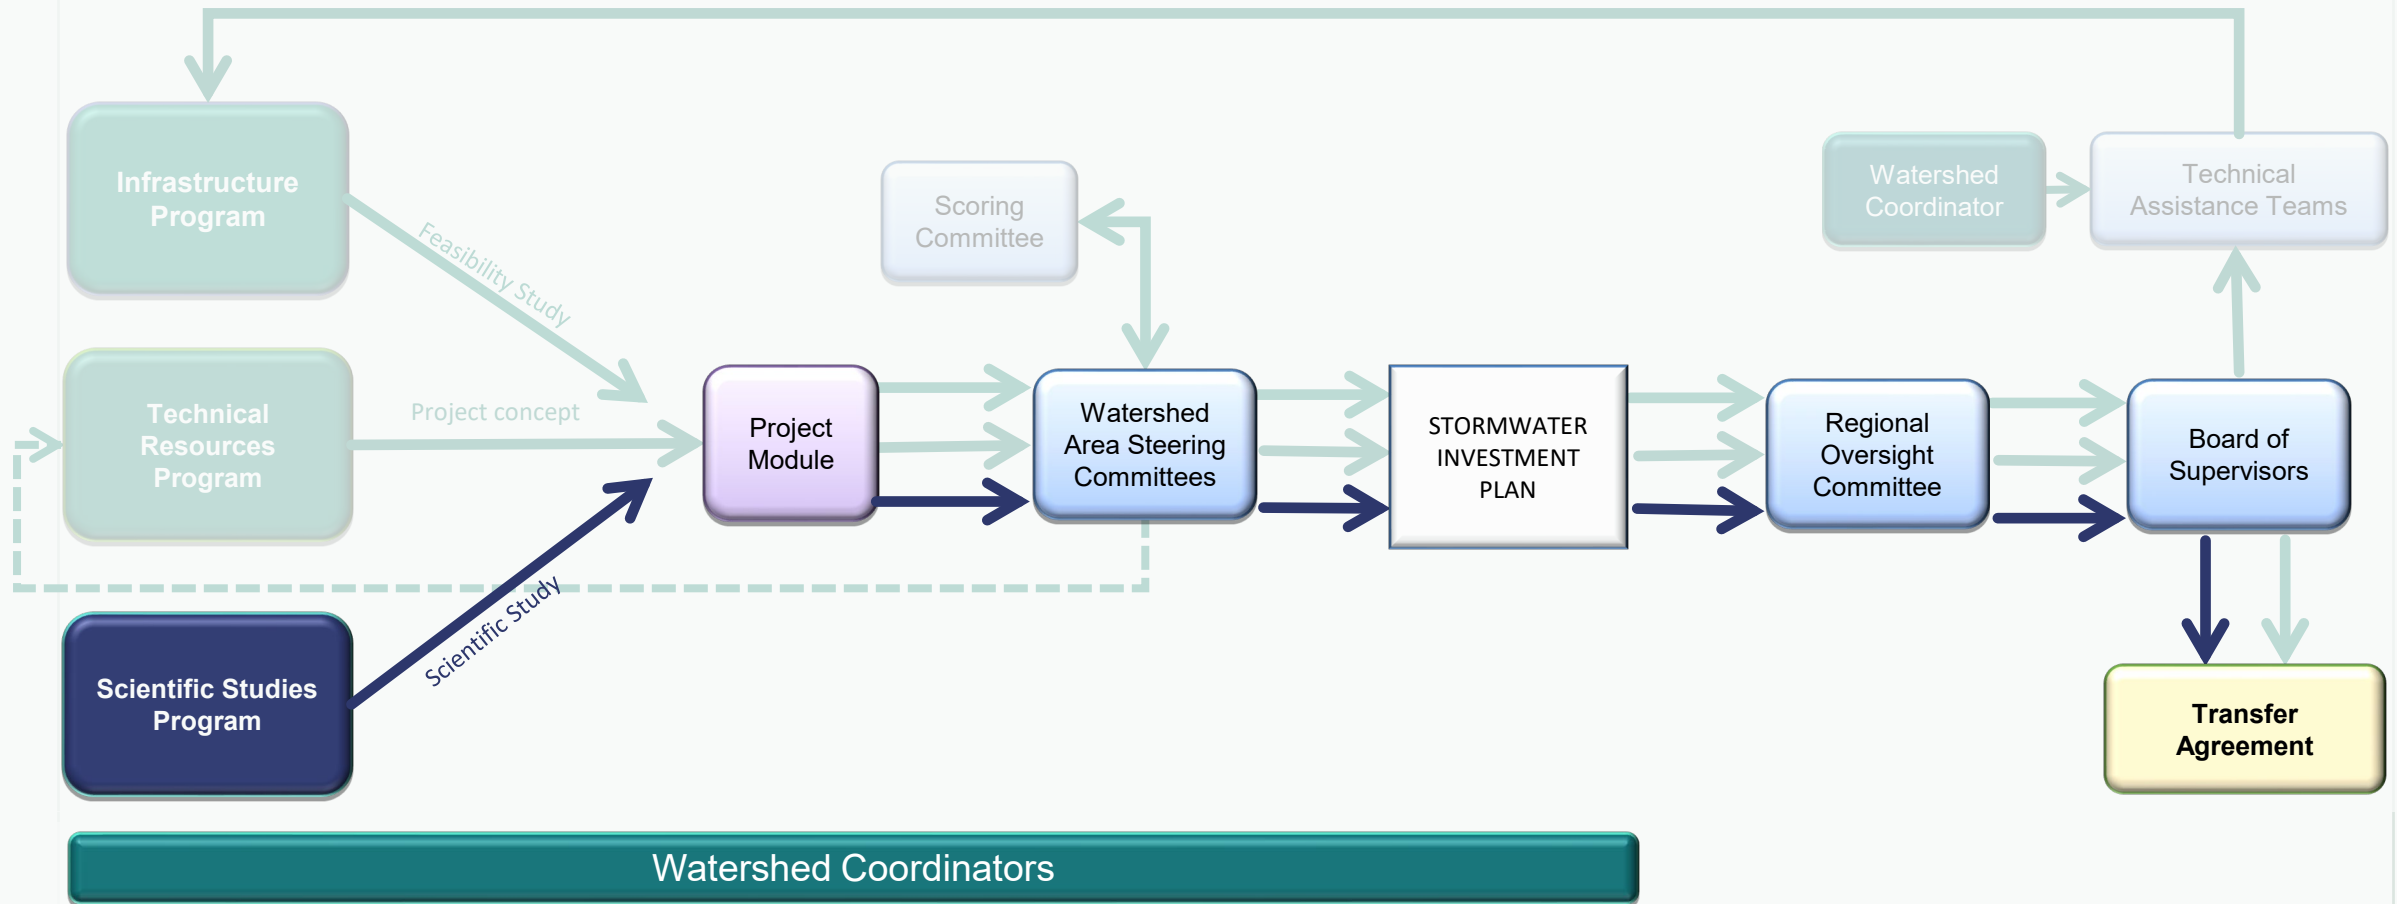 Infrastructure
Program
Feasibility Study
Scoring
Committee
Watershed
Coordinator
Technical
Assistance Teams
Technical
Resources
Program
Project concept
Project
Module
Watershed
Area Steering
Committees
STORMWATER
INVESTMENT
PLAN
Regional
Oversight
Committee
Board of
Supervisors
Scientific Studies
Program
Scientific Study
Transfer
Agreement
Watershed Coordinators